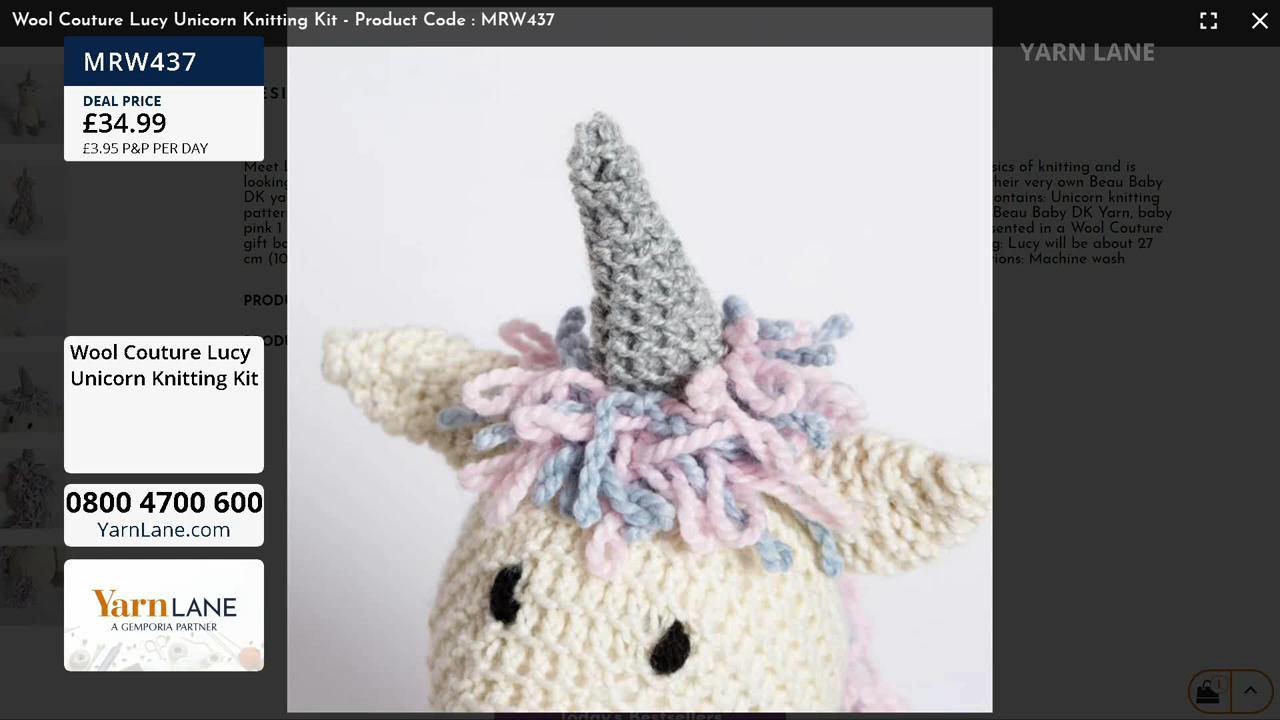 Wool Couture Lucy Unicorn Knitting Kit - Product Code : MRW437
YARN LANE
MRW437
DEAL PRICE
£34.99
£3.95 P&P PER DAY
Meet
sics of knitting and is
looking
heir very own Beau Baby
DK ya
ontains: Unicorn knitting
patter
Beau Baby DK Yarn, baby
pink 1
sented in a Wool Couture
gift bo
g: Lucy will be about 27
cm (10
ions: Machine wash
PRODU
Wool Couture Lucy
Unicorn Knitting Kit
0800 4700 600
YarnLane.com
Yarn LANE
A GEMPORIA PARTNER
Today's Bestsellers